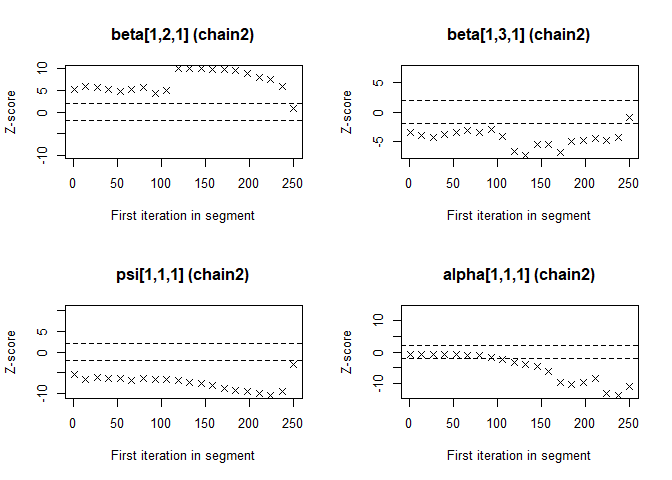 beta[1,2,1] (chain2)
Z-score
10
5
0
-10
0 50 100 150 200 250
First iteration in segment
beta[1,3,1] (chain2)
Z-score
5
0
-5
0 50 100 150 200 250
First iteration in segment
psi[1,1,1] (chain2)
Z-score
5
0
-10
0 50 100 150 200 250
First iteration in segment
alpha[1,1,1] (chain2)
Z-score
10
0
-10
0 50 100 150 200 250
First iteration in segment